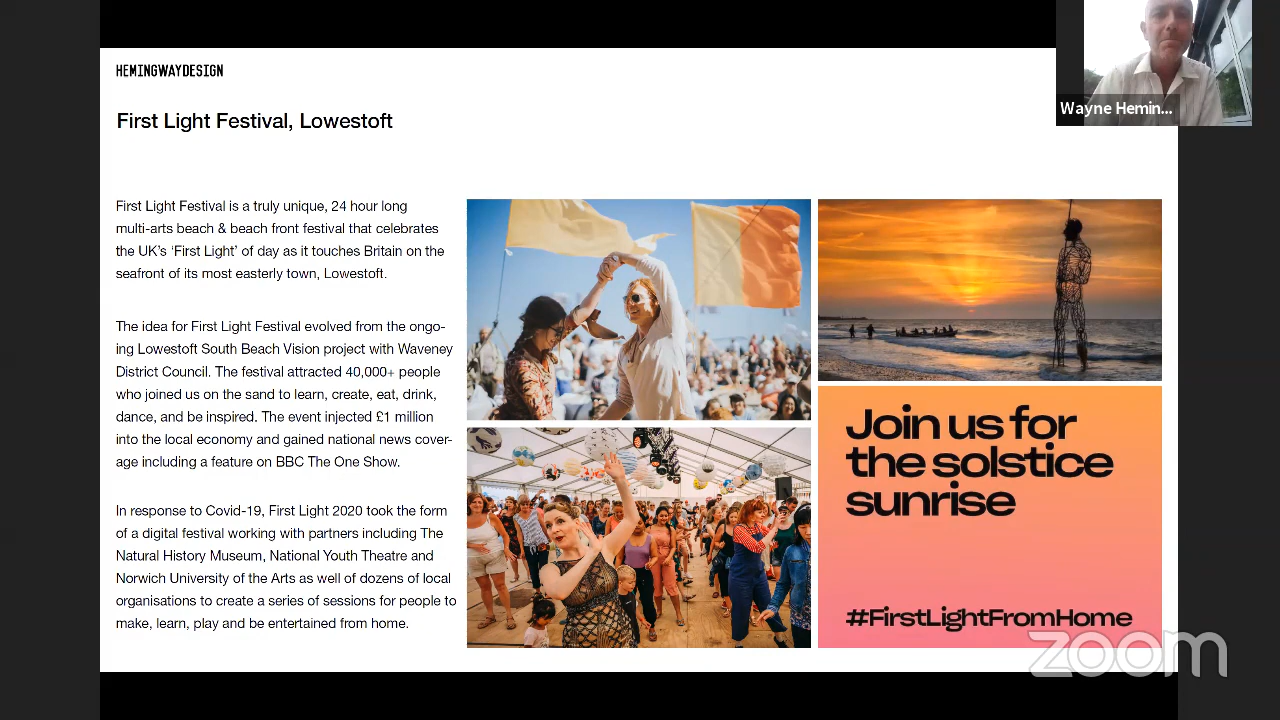 HEMINGWAYDESIGN
Wayne Hemin...
First Light Festival, Lowestoft
First Light Festival is a truly unique, 24 hour long
multi-arts beach & beach front festival that celebrates
the UK's 'First Light' of day as it touches Britain on the
seafront of its most easterly town, Lowestoft.
The idea for First Light Festival evolved from the ongo-
ing Lowestoft South Beach Vision project with Waveney
District Council. The festival attracted 40,000+ people
who joined us on the sand to learn, create, eat, drink,
dance, and be inspired. The event injected £1 million
into the local economy and gained national news cover-
age including a feature on BBC The One Show.
In response to Covid-19, First Light 2020 took the form
of a digital festival working with partners including The
Natural History Museum, National Youth Theatre and
Norwich University of the Arts as well of dozens of local
organisations to create a series of sessions for people to
make, learn, play and be entertained from home.
Join us for
the solstice
sunrise
#FirstLightFromHome
zoom